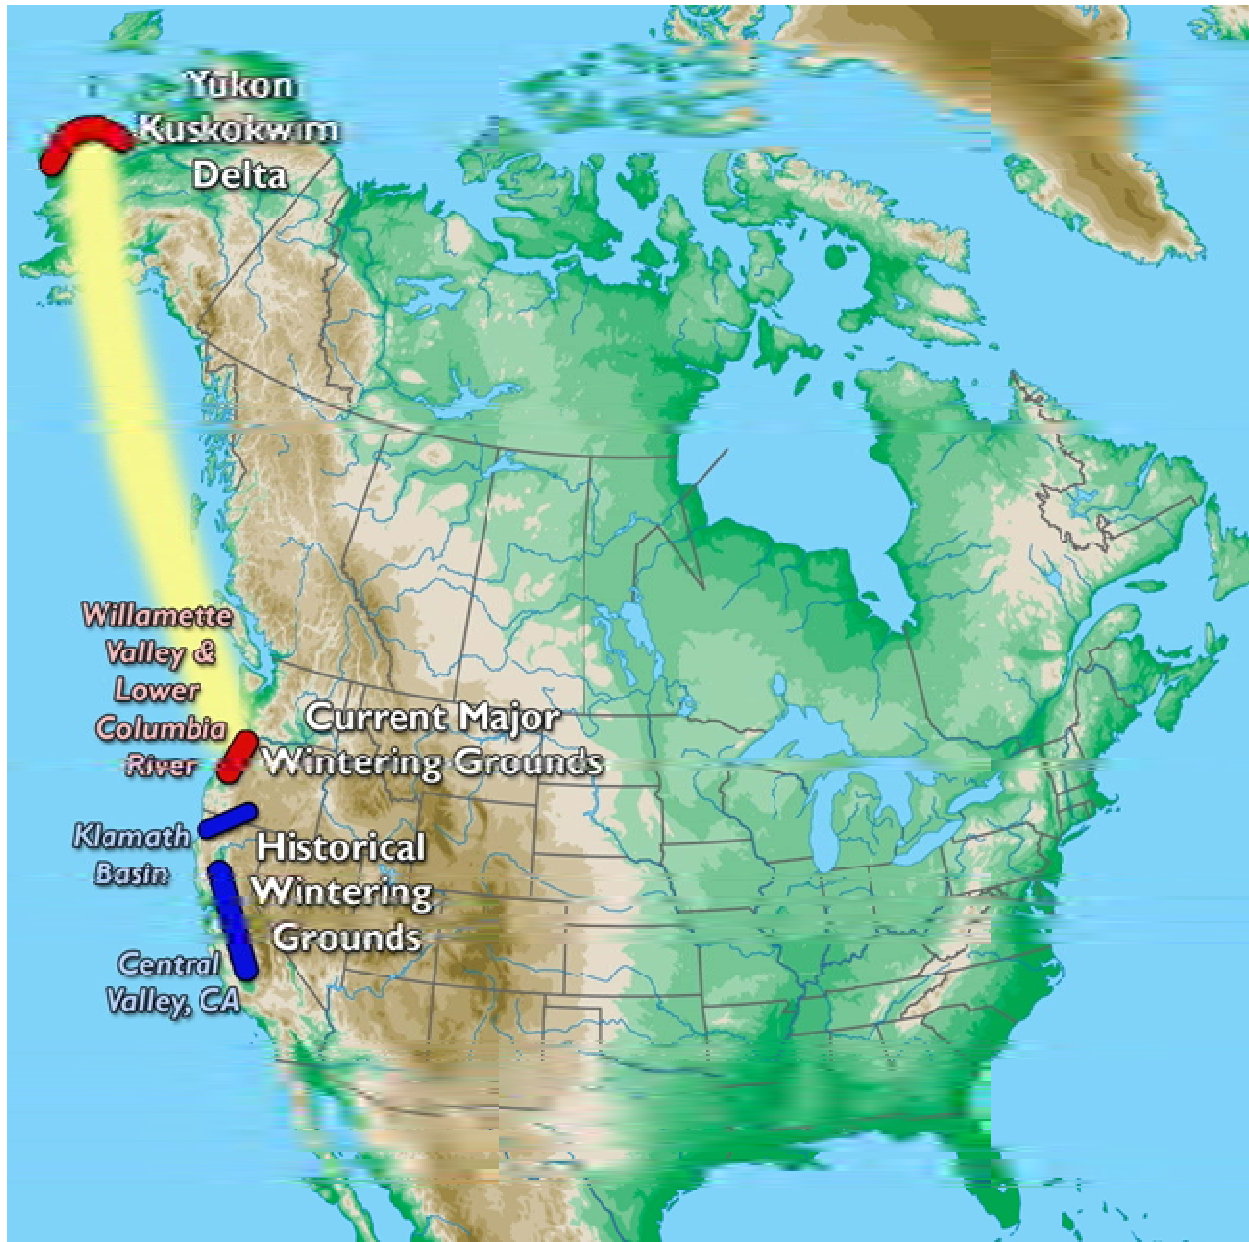 Yukon
Kuskokwim
Delta
Willamette
Valley &
Lower
Columbia
River
Current Major
Wintering Grounds
Klamath
Basin
Historical
Wintering
Grounds
Central
Valley, CA